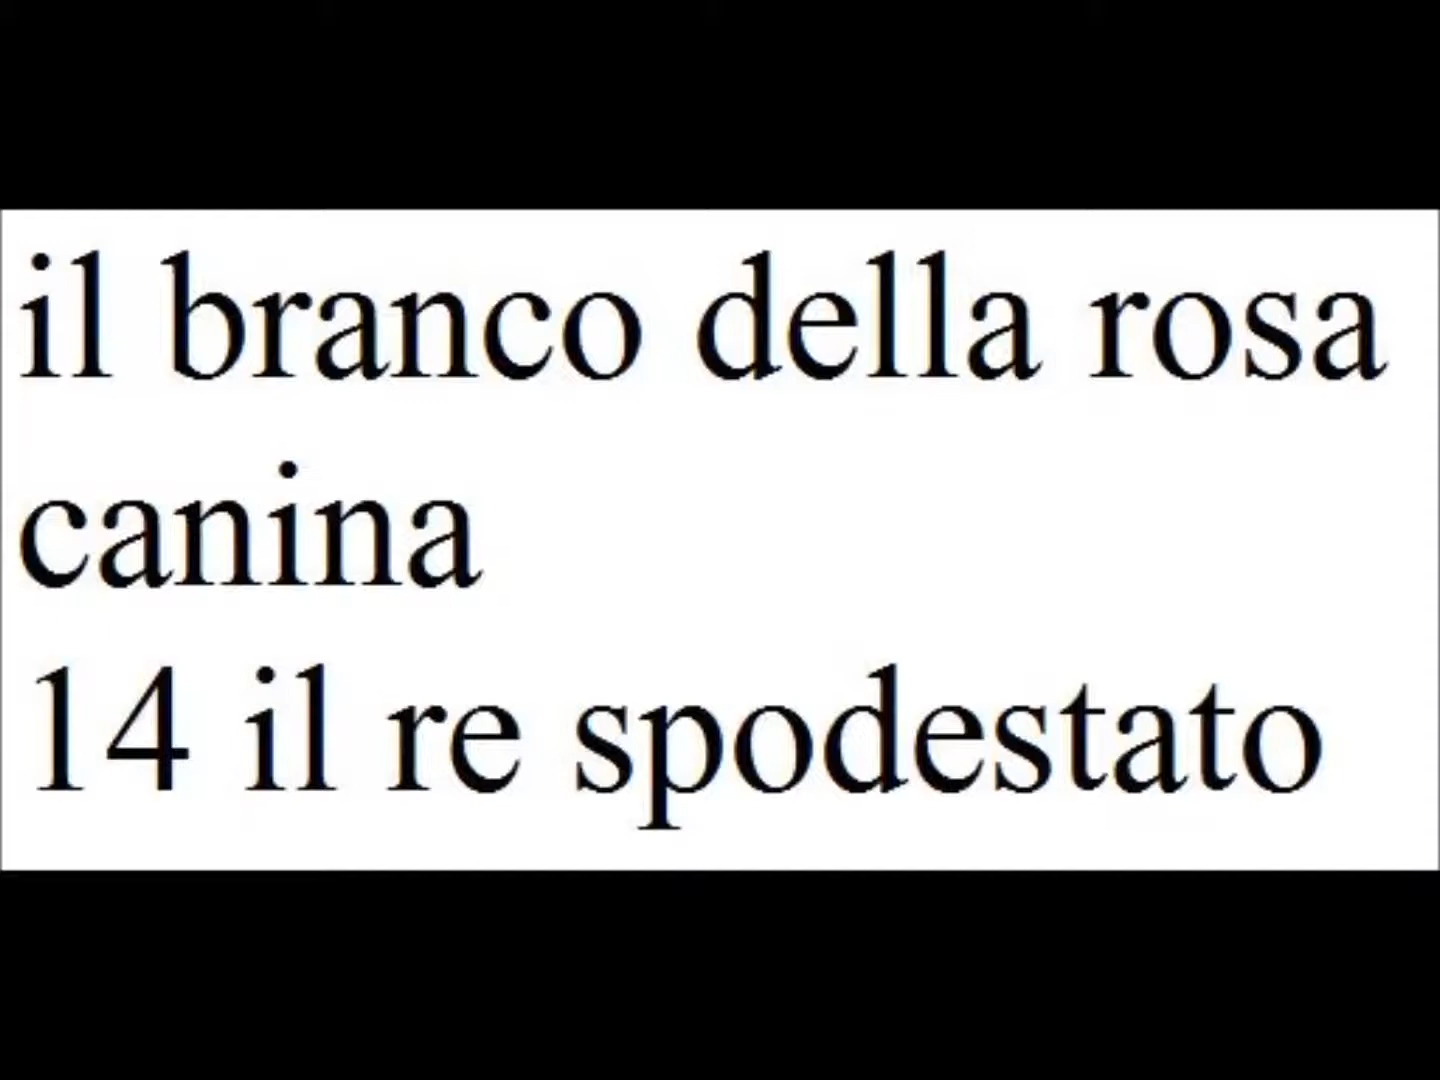 il branco della rosa
canina
14 il re spodestato